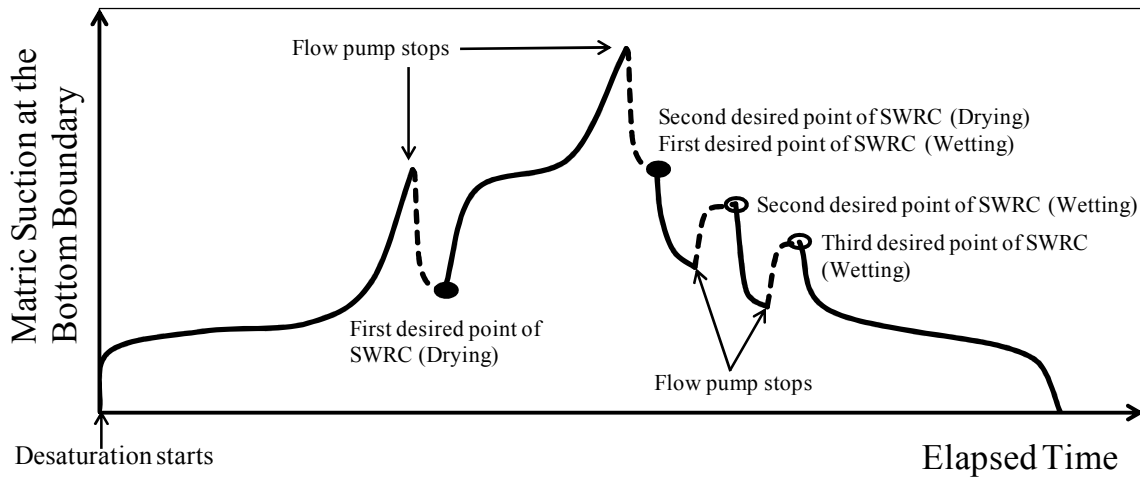 Matric Suction at the
Bottom Boundary
Flow pump stops
Second desired point of SWRC (Drying)
First desired point of SWRC (Wetting)
Second desired point of SWRC (Wetting)
Third desired point of SWRC
(Wetting)
First desired point of
SWRC (Drying)
Flow pump stops
Desaturation starts
Elapsed Time